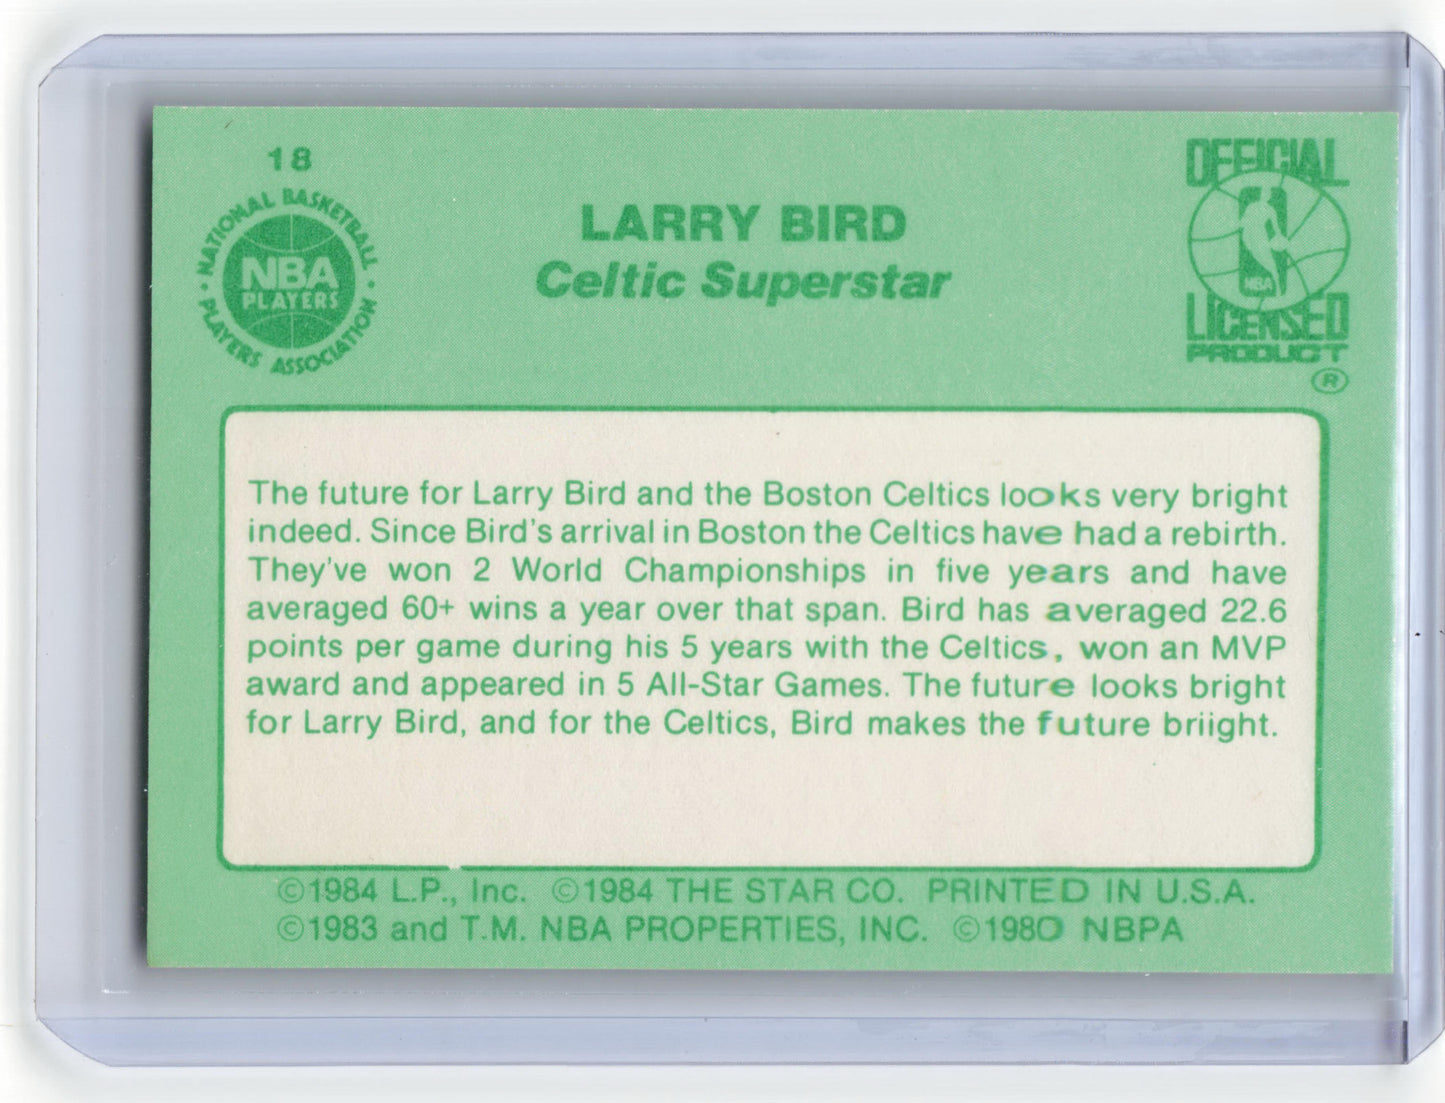 18
NATIONAL BASKETBALL
NBA
PLAYERS
PLAYERS ASSOCIATION
LARRY BIRD
Celtic Superstar
OFFICIAL
NBA
LICENSED
PRODUCT
®
The future for Larry Bird and the Boston Celtics looks very bright
indeed. Since Bird's arrival in Boston the Celtics have had a rebirth.
They've won 2 World Championships in five years and have
averaged 60+ wins a year over that span. Bird has averaged 22.6
points per game during his 5 years with the Celtics, won an MVP
award and appeared in 5 All-Star Games. The future looks bright
for Larry Bird, and for the Celtics, Bird makes the future briight.
©1984 L.P., Inc. ©1984 THE STAR CO. PRINTED IN U.S.A.
©1983 and T.M. NBA PROPERTIES, INC. ©1980 NBPA